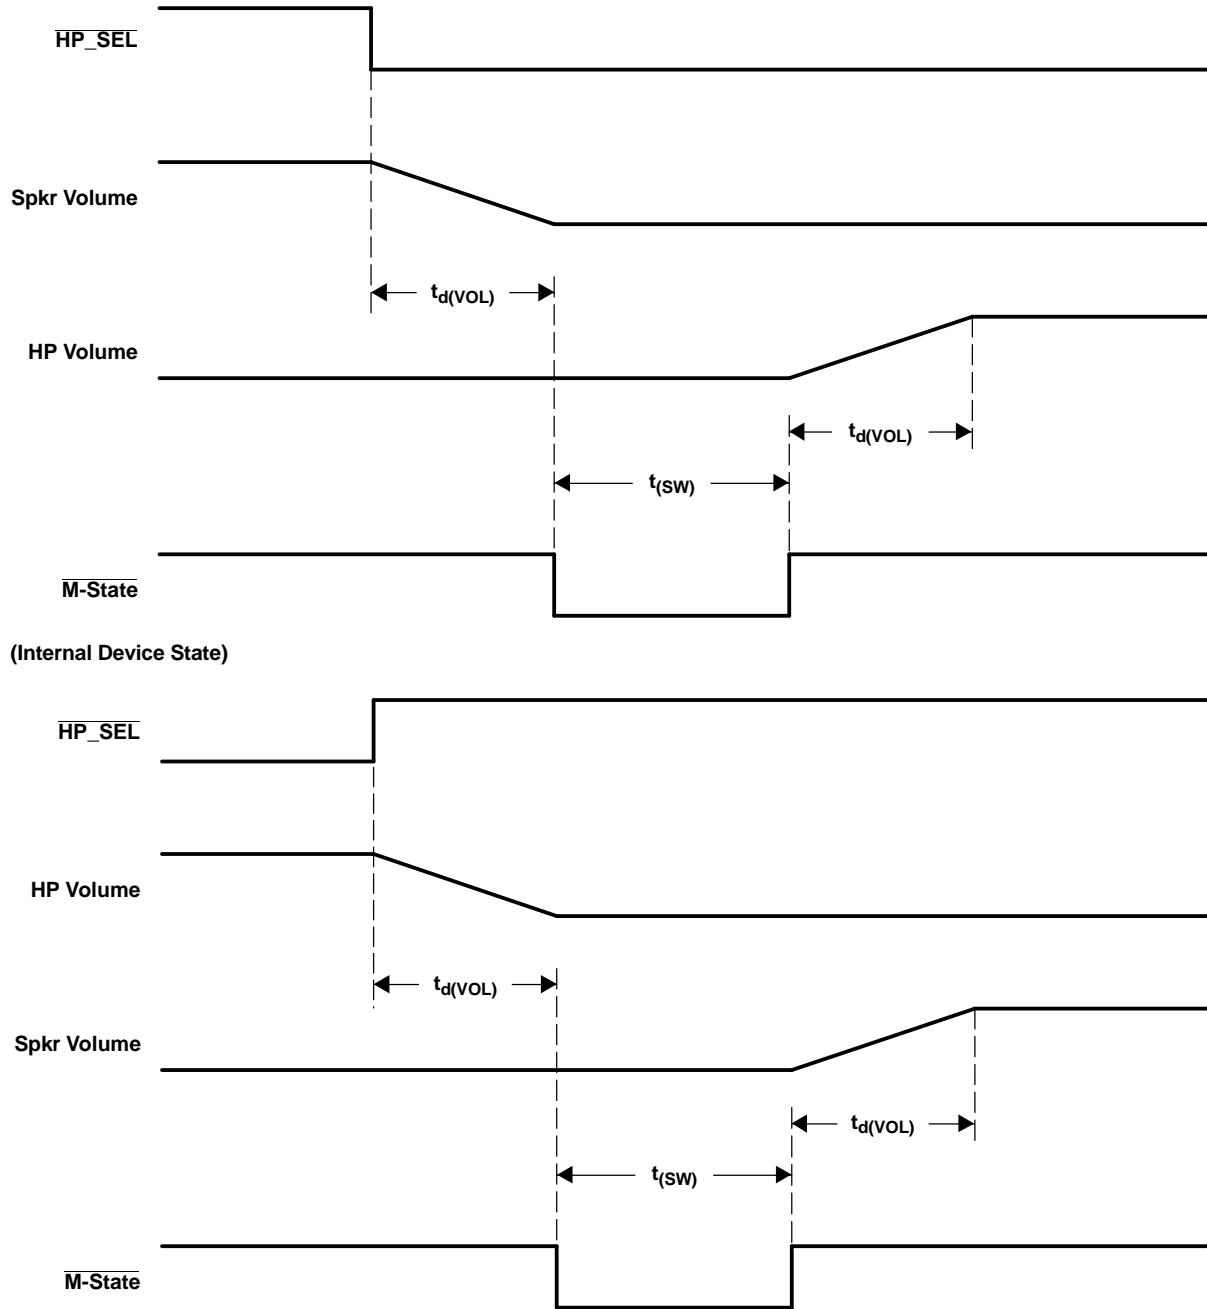 HP_SEL
Spkr Volume
td(VOL)
HP Volume
td(VOL)
t(SW)
M-State
(Internal Device State)
HP_SEL
HP Volume
td(VOL)
Spkr Volume
td(VOL)
t(SW)
M-State